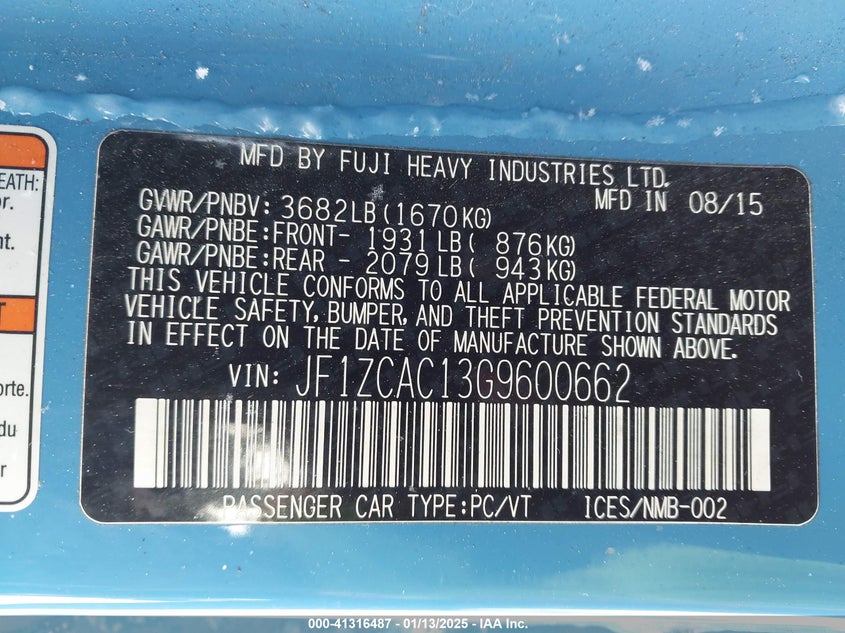 EATH:
or.
nt.
T
orte.
du
r
MFD BY FUJI HEAVY INDUSTRIES LTD.
MFD IN 08/15
GVWR/PNBV: 3682LB(1670KG)
GAWR/PNBE:FRONT- 1931LB( 876KG)
GAWR/PNBE:REAR - 2079LB( 943KG)
THIS VEHICLE CONFORMS TO ALL APPLICABLE FEDERAL MOTOR
VEHICLE SAFETY, BUMPER, AND THEFT PREVENTION STANDARDS
IN EFFECT ON THE DATE OF MANUFACTURE SHOWN ABOVE.
VIN: JF1ZCAC13G9600662
PASSENGER CAR TYPE:PC/VT ICES/NMB-002
000-41316487 - 01/13/2025 - IAA Inc.